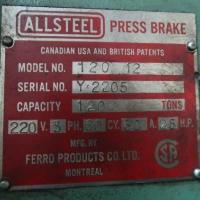 ALLSTEEL PRESS BRAKE
CANADIAN USA AND BRITISH PATENTS
MODEL NO. 120 12
SERIAL NO. Y-2205
CAPACITY 120 TONS
220 V. 3 PH. CY. A. H.P.
MFG. BY
FERRO PRODUCTS CO. LTD.
MONTREAL